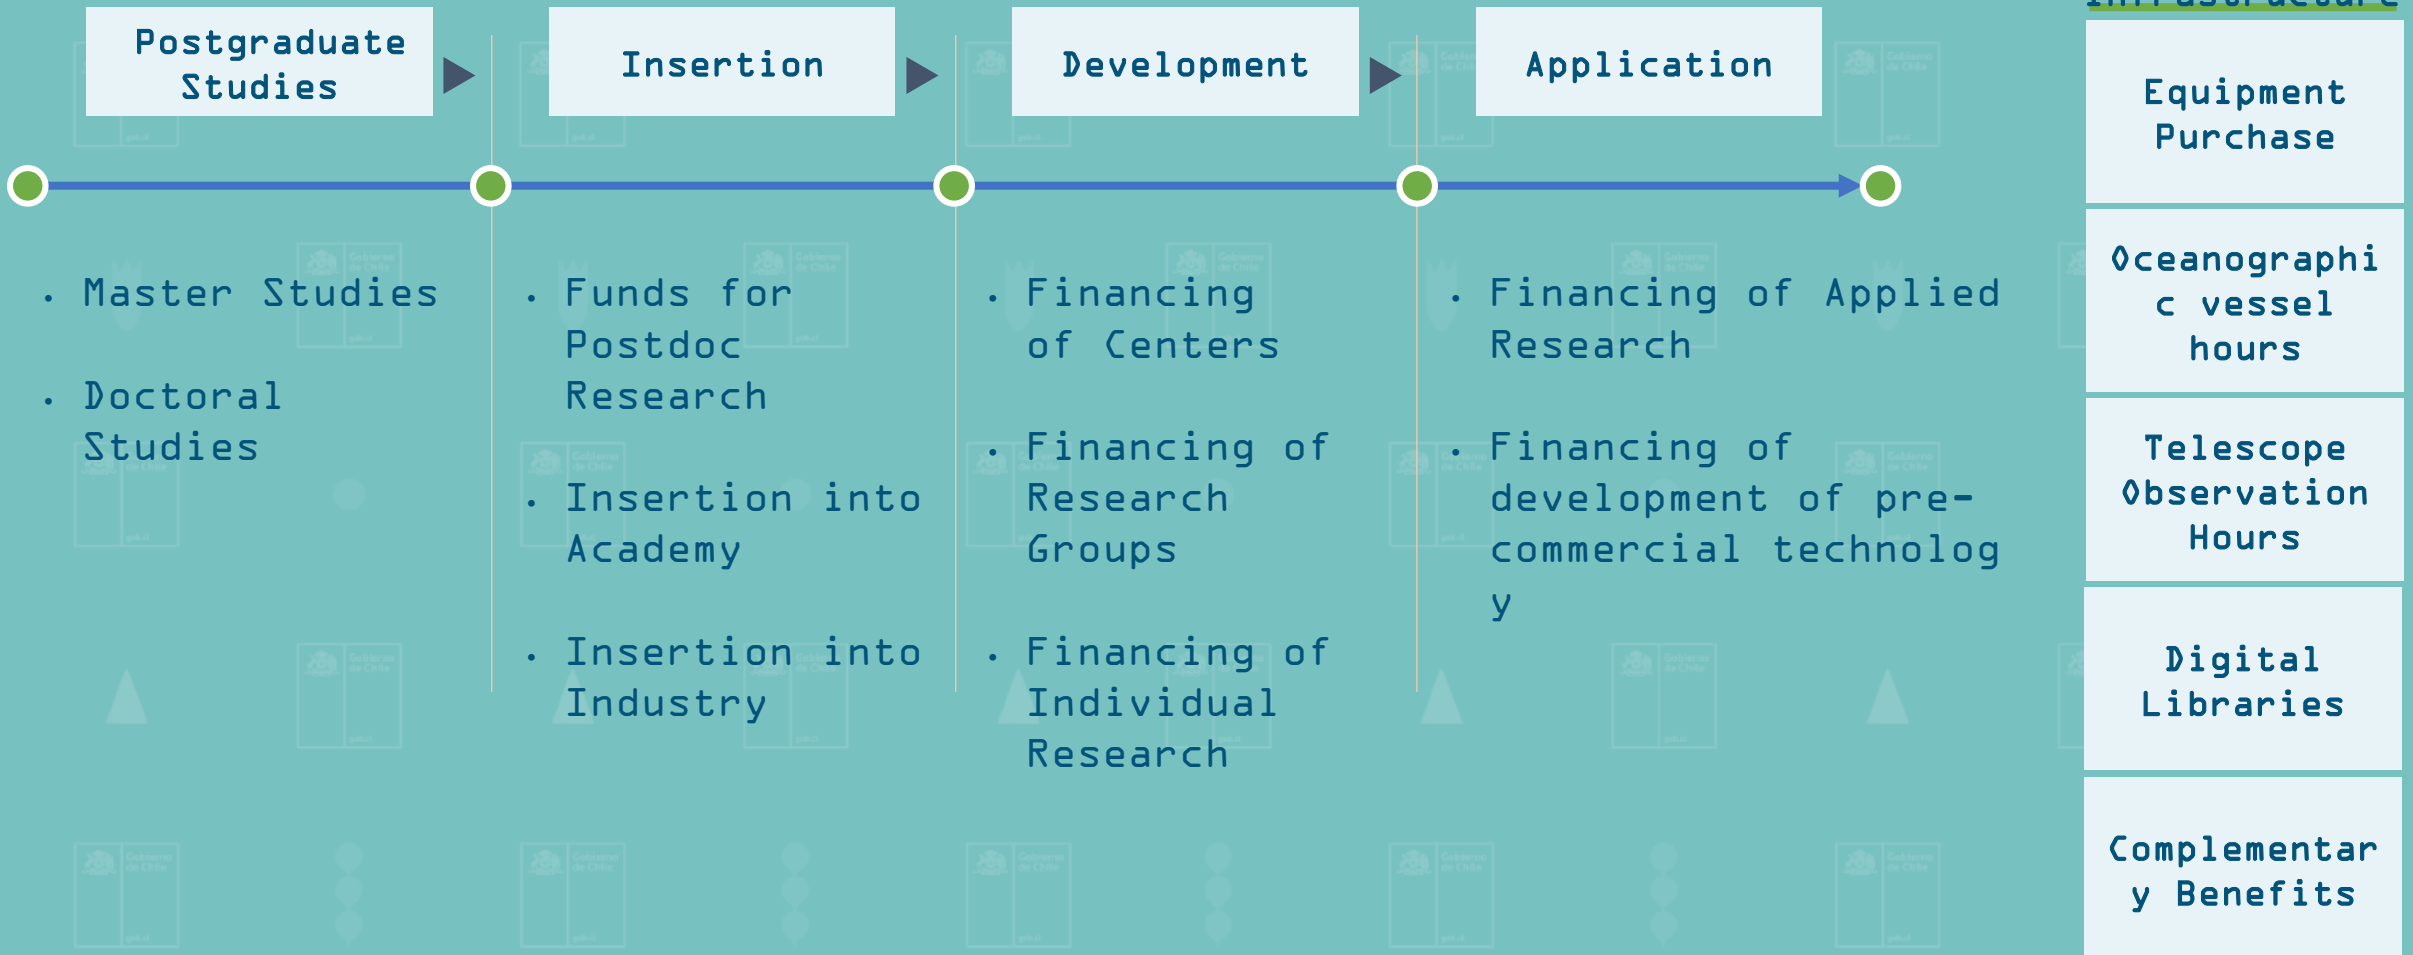 Postgraduate
Studies
Insertion
Development
Application
• Master Studies
• Doctoral
Studies
• Funds for
Postdoc
Research
• Insertion into
Academy
• Insertion into
Industry
• Financing
of Centers
• Financing of
Research
Groups
• Financing of
Individual
Research
• Financing of Applied
Research
• Financing of
development of pre-
commercial technolog
y
Infrastructure
Equipment
Purchase
Oceanographi
c vessel
hours
Telescope
Observation
Hours
Digital
Libraries
Complementar
y Benefits